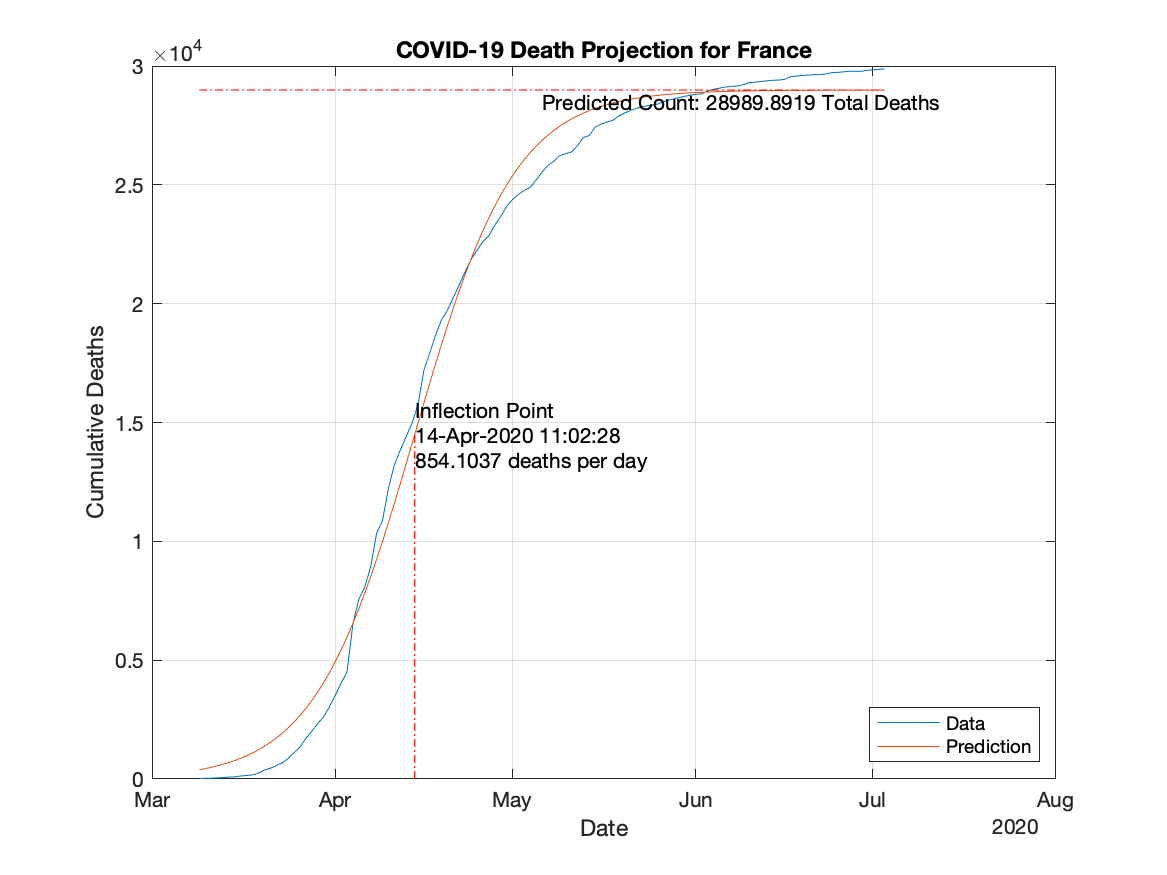 COVID-19 Death Projection for France
×10⁴
3
2.5
2
1.5
1
0.5
0
Cumulative Deaths
Predicted Count: 28989.8919 Total Deaths
Inflection Point
14-Apr-2020 11:02:28
854.1037 deaths per day
Data
Prediction
Mar Apr May Jun Jul Aug
Date
2020